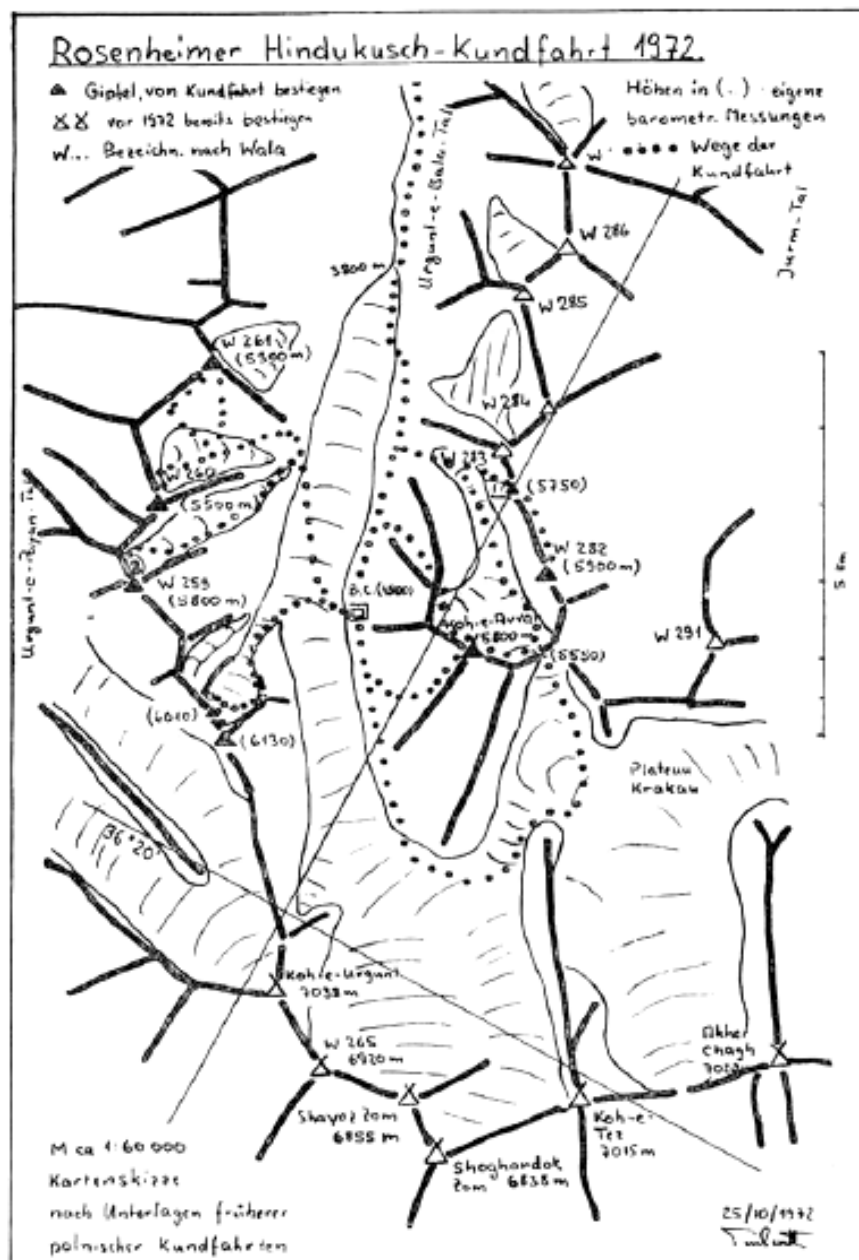 Rosenheimer Hindukusch-Kundfahrt 1972.
Gipfel, von Kundfahrt bestiegen
vor 1972 bereits bestiegen
W... Bezeichn. nach Wala
Höhen in (..) eigene
barometr. Messungen
Wege der
Kundfahrt
Urgunt-e-Bala-Tal
Jurm-Tal
W
W 286
3800 m
W 285
W 261
(5300 m)
W 284
W 283
W 260
(5500 m)
(5750)
Urgunt-e-Payan-Tal
W 282
(5900 m)
W 259
(5800 m)
B.C.
Koh-e-Avrat
5800 m
W 291
(5590)
(6010)
(6130)
5 km
Plateau
Krakau
36° 20'
Koh-e-Urgunt
7038 m
W 265
6920 m
Akher
Chagh
Shayoz Zom
6855 m
Koh-e-
Tez
7015 m
Shoghordok
Zom 6838 m
M ca 1:60 000
Kartenskizze
nach Unterlagen früherer
polnischer Kundfahrten
25/10/1972